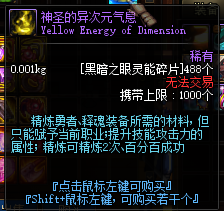 神圣的异次元气息
Yellow Energy of Dimension
稀有
0.001kg
[黑暗之眼灵能碎片]488个
无法交易
携带上限：1000个
精炼勇者、释魂装备所需的材料，但
只能赋予当前职业:提升技能攻击力的
属性；精炼可精炼2次、百分百成功
『点击鼠标左键可购买』
『Shift+鼠标左键，可购买若干个』